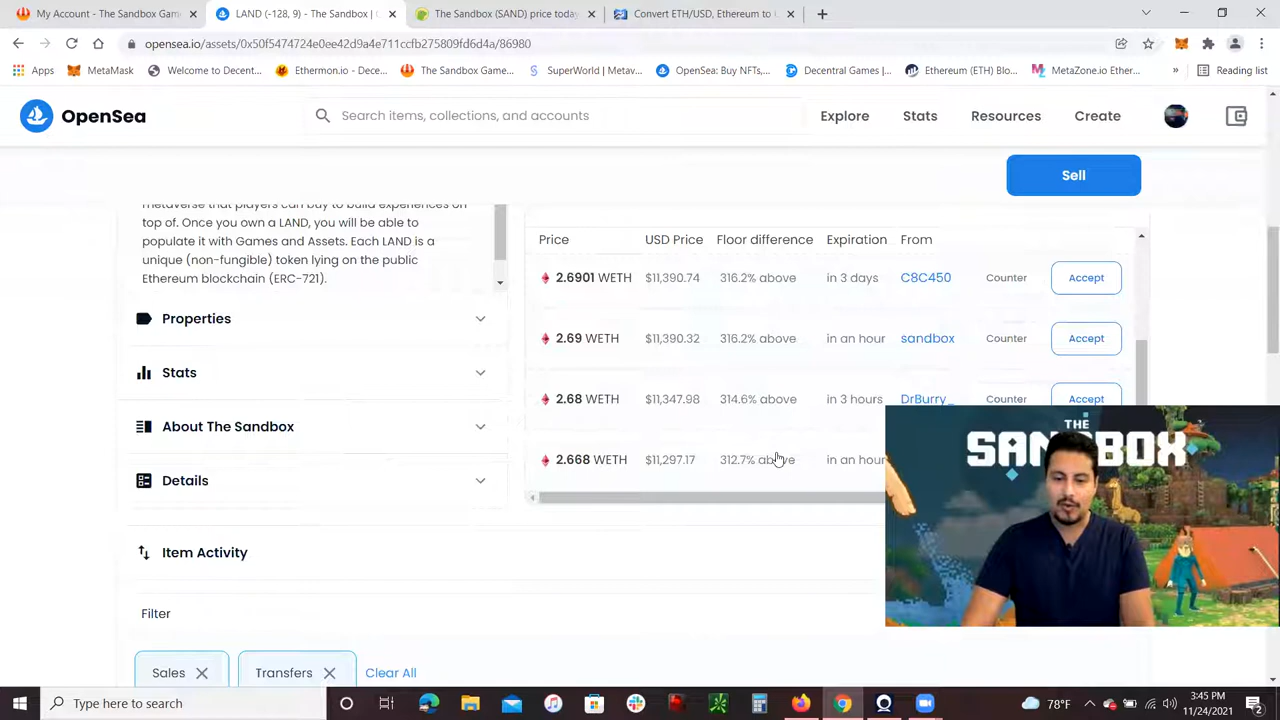 My Account - The Sandbox Gam
LAND (-128, 9) - The Sandbox |
The Sandbox (SAND) price today
Convert ETH/USD, Ethereum to
opensea.io/assets/0x50f5474724e0ee42d9a4e711ccfb275809fd6d4a/86980
Apps
MetaMask
Welcome to Decent...
Ethermon.io - Dece...
The Sandbox Game...
SuperWorld | Metav...
OpenSea: Buy NFTs,...
Decentral Games |...
Ethereum (ETH) Blo...
MetaZone.io Ether...
»
Reading list
OpenSea
Search items, collections, and accounts
Explore
Stats
Resources
Create
Sell
metaverse that players can buy to build experiences on
top of. Once you own a LAND, you will be able to
populate it with Games and Assets. Each LAND is a
unique (non-fungible) token lying on the public
Ethereum blockchain (ERC-721).
Properties
Stats
About The Sandbox
Details
Price USD Price Floor difference Expiration From
2.6901 WETH $11,390.74 316.2% above in 3 days C8C450 Counter Accept
2.69 WETH $11,390.32 316.2% above in an hour sandbox Counter Accept
2.68 WETH $11,347.98 314.6% above in 3 hours DrBurry_ Counter Accept
2.668 WETH $11,297.17 312.7% above in an hour
THE
SANDBOX
Item Activity
Filter
Sales
Transfers
Clear All
Type here to search
78°F
3:45 PM
11/24/2021